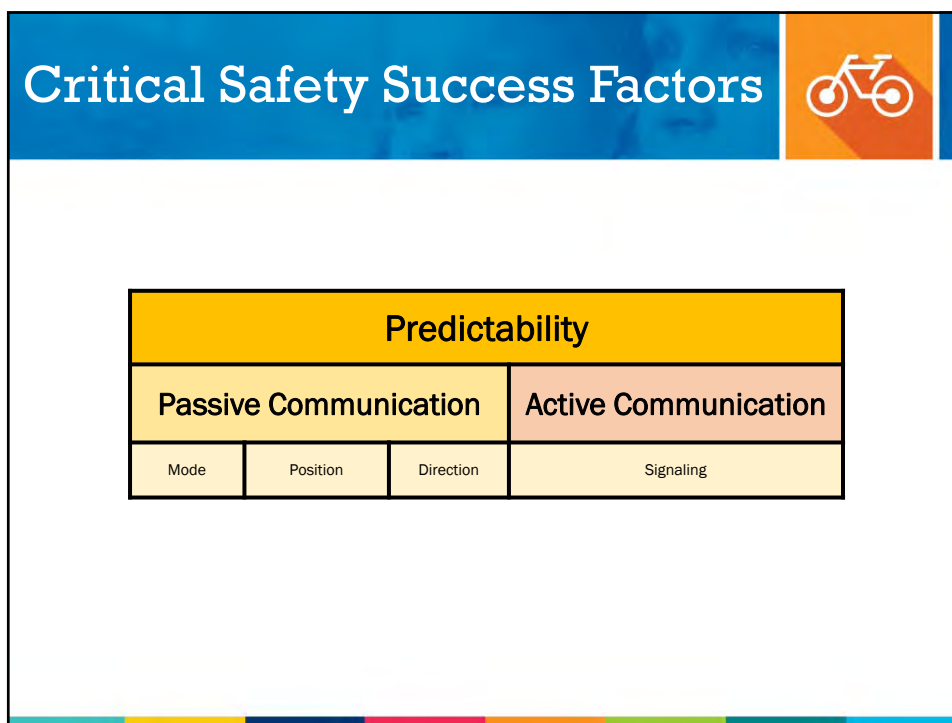 Critical Safety Success Factors
Predictability
Passive Communication Active Communication
Mode Position Direction Signaling